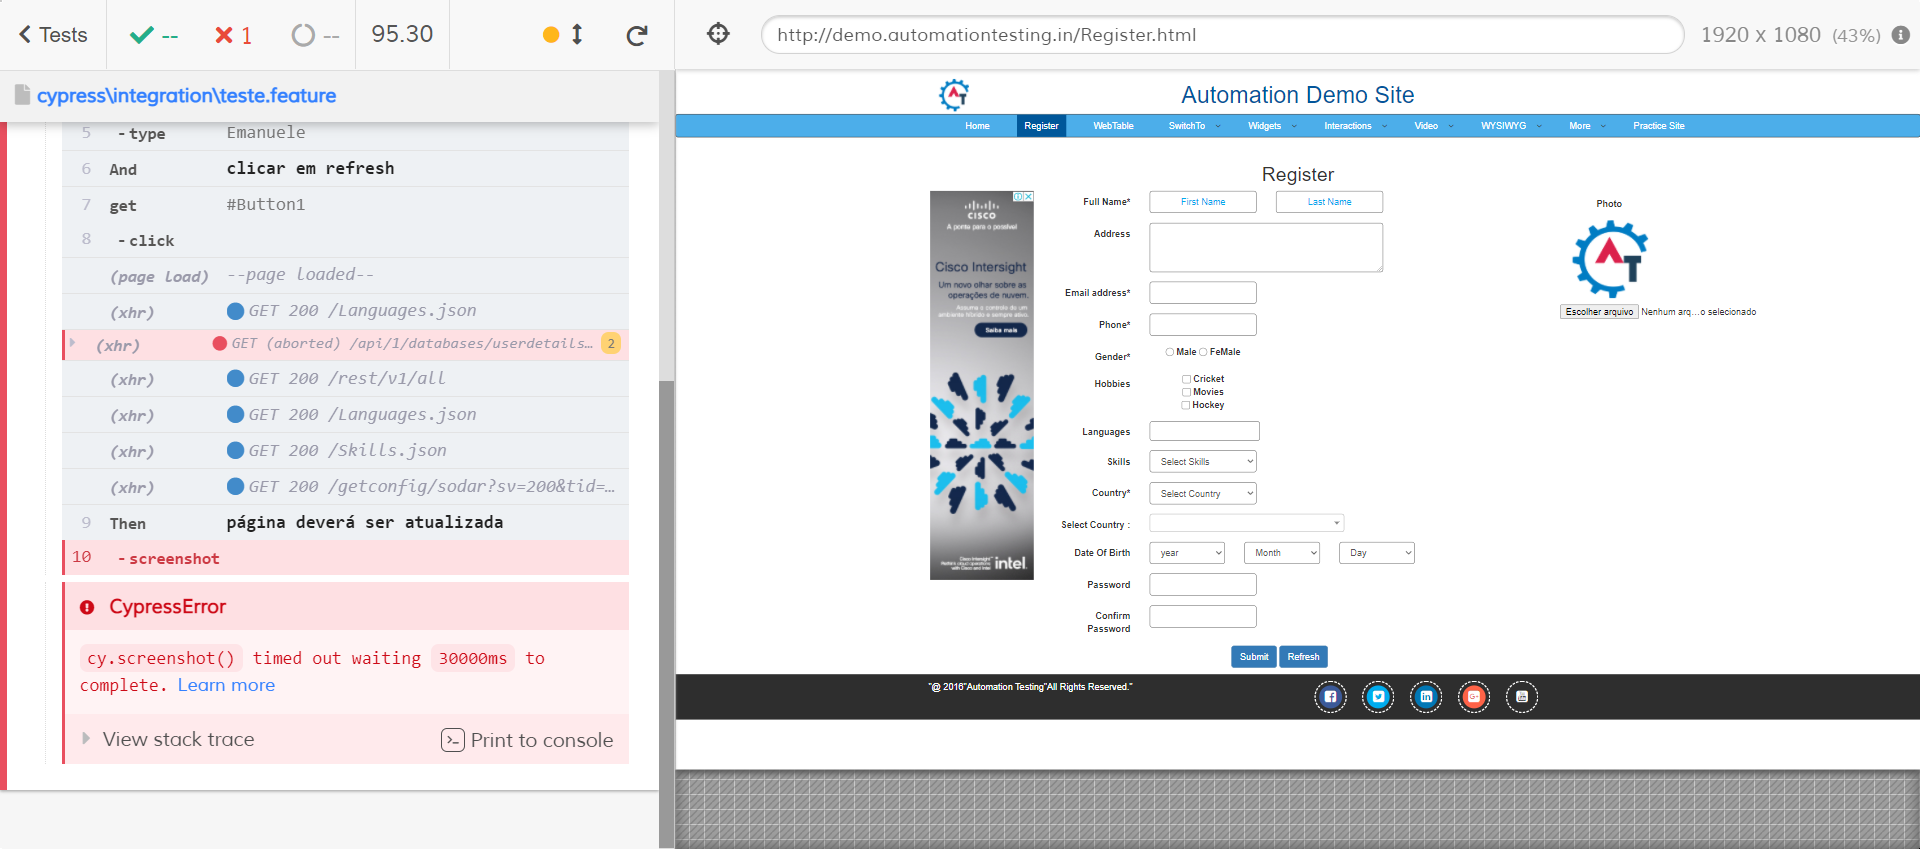 Tests
--
1
--
95.30
http://demo.automationtesting.in/Register.html
1920 x 1080 (43%)
cypress\integration\teste.feature
5 - type Emanuele
6 And clicar em refresh
7 get #Button1
8 - click
(page load) --page loaded--
(xhr) GET 200 /Languages.json
(xhr) GET (aborted) /api/1/databases/userdetails... 2
(xhr) GET 200 /rest/v1/all
(xhr) GET 200 /Languages.json
(xhr) GET 200 /Skills.json
(xhr) GET 200 /getconfig/sodar?sv=200&tid=...
9 Then página deverá ser atualizada
10 - screenshot
CypressError
cy.screenshot() timed out waiting 30000ms to
complete. Learn more
View stack trace
Print to console
AT
Automation Demo Site
Home Register WebTable SwitchTo Widgets Interactions Video WYSIWYG More Practice Site
Register
CISCO
A ponte para o possível
Cisco Intersight
Um novo olhar sobre as
operações de nuvem.
Assuma o controle de um
ambiente híbrido e sempre ativo.
Saiba mais
intel.
Full Name* First Name Last Name
Address
Email address*
Phone*
Gender* Male FeMale
Hobbies Cricket
Movies
Hockey
Languages
Skills Select Skills
Country* Select Country
Select Country :
Date Of Birth year Month Day
Password
Confirm
Password
Submit Refresh
Photo
AT
Escolher arquivo Nenhum arq...o selecionado
"@ 2016"Automation Testing"All Rights Reserved."